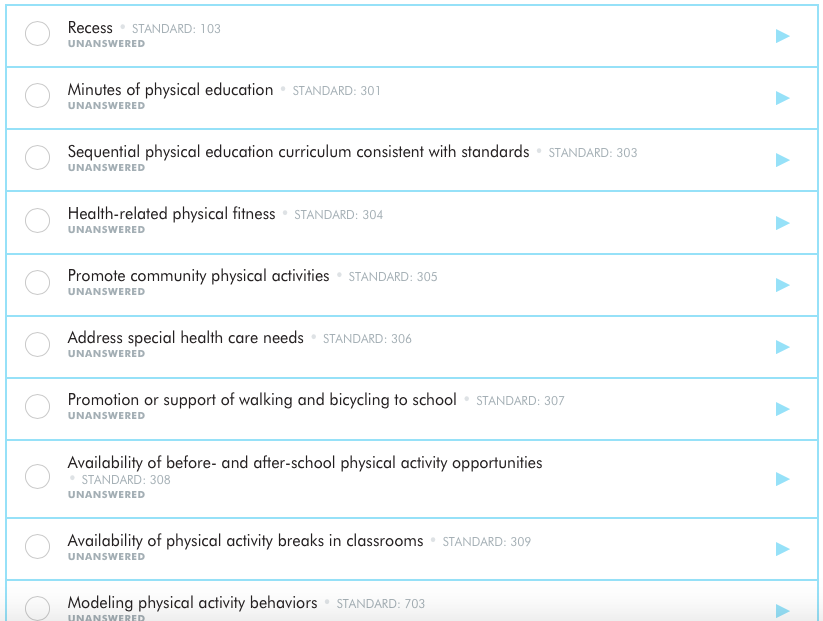 Recess • STANDARD: 103
UNANSWERED
Minutes of physical education • STANDARD: 301
UNANSWERED
Sequential physical education curriculum consistent with standards • STANDARD: 303
UNANSWERED
Health-related physical fitness • STANDARD: 304
UNANSWERED
Promote community physical activities • STANDARD: 305
UNANSWERED
Address special health care needs • STANDARD: 306
UNANSWERED
Promotion or support of walking and bicycling to school • STANDARD: 307
UNANSWERED
Availability of before- and after-school physical activity opportunities
• STANDARD: 308
UNANSWERED
Availability of physical activity breaks in classrooms • STANDARD: 309
UNANSWERED
Modeling physical activity behaviors • STANDARD: 703
UNANSWERED